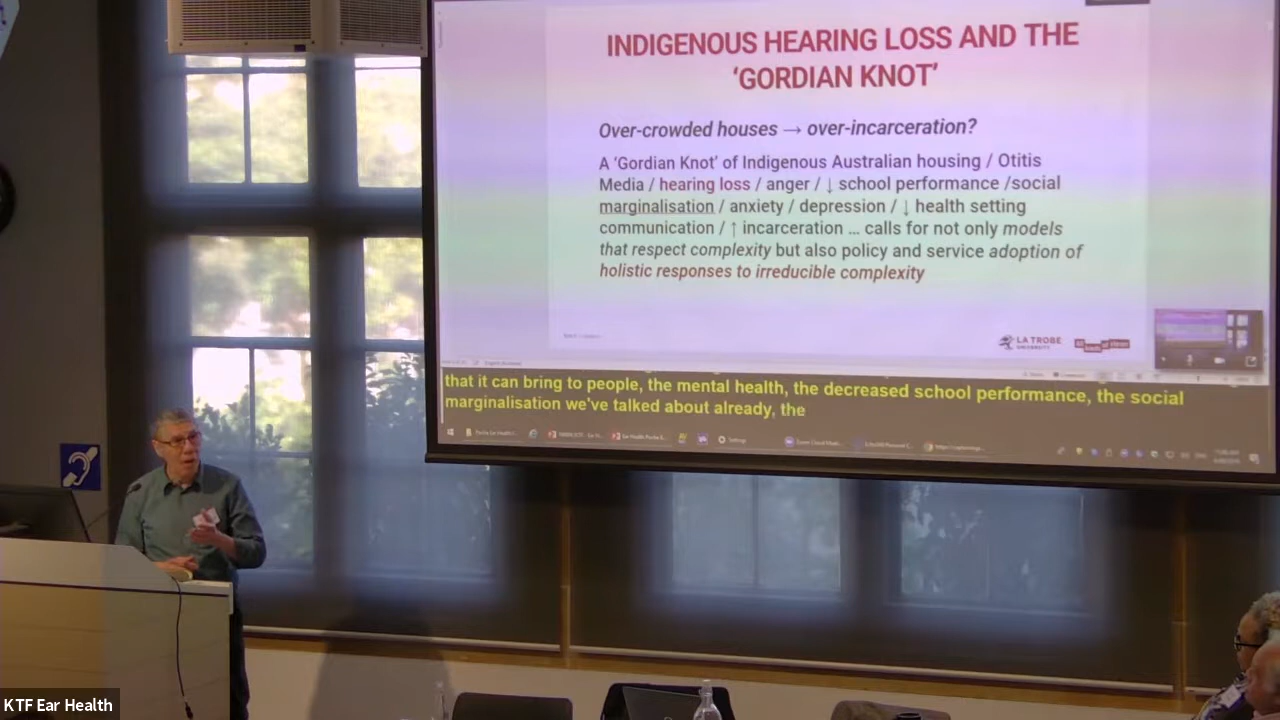 INDIGENOUS HEARING LOSS AND THE
‘GORDIAN KNOT’
Over-crowded houses → over-incarceration?
A ‘Gordian Knot’ of Indigenous Australian housing / Otitis
Media / hearing loss / anger / ↓ school performance /social
marginalisation / anxiety / depression / ↓ health setting
communication / ↑ incarceration ... calls for not only models
that respect complexity but also policy and service adoption of
holistic responses to irreducible complexity
LA TROBE
UNIVERSITY
that it can bring to people, the mental health, the decreased school performance, the social
marginalisation we've talked about already, the
KTF Ear Health